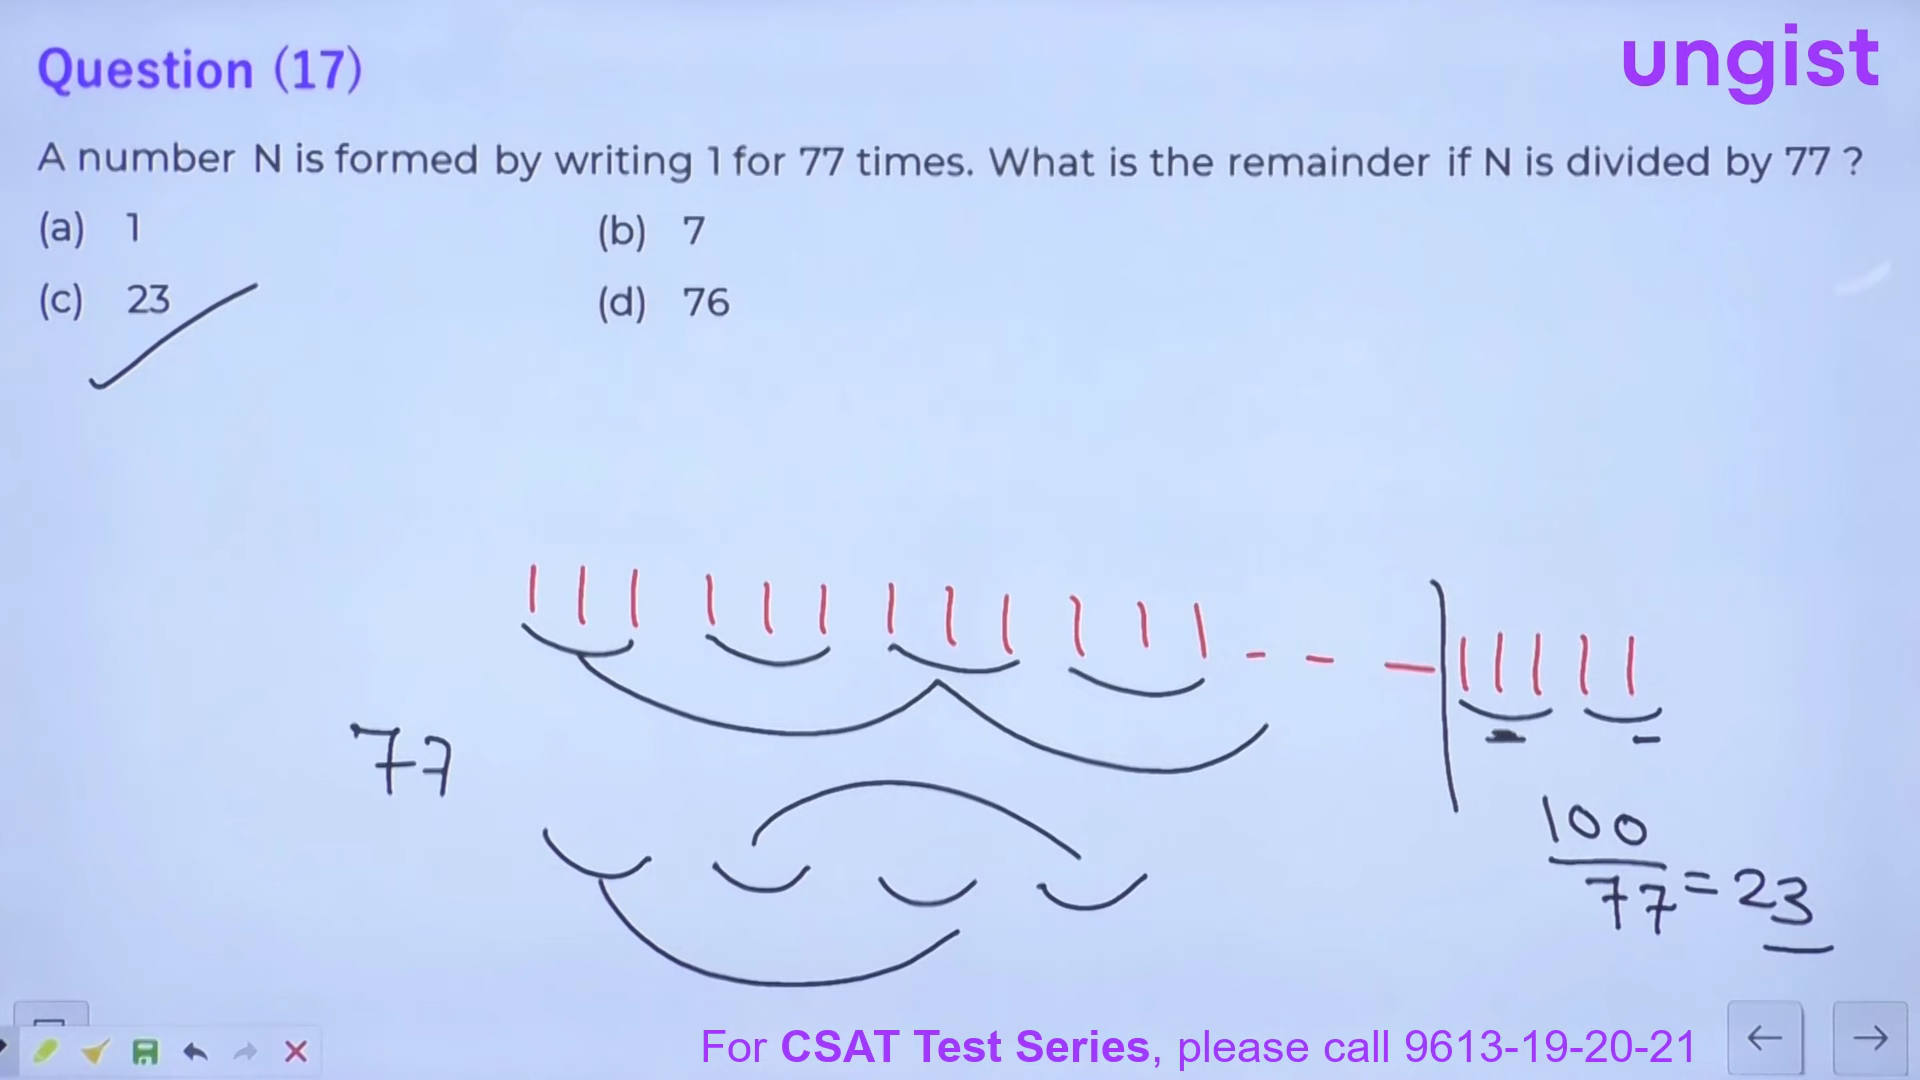 Question (17)
ungist
A number N is formed by writing 1 for 77 times. What is the remainder if N is divided by 77 ?
(a) 1
(b) 7
(c) 23
(d) 76
111 111 111 111 - - - 11111
77
100
77 = 23
For CSAT Test Series, please call 9613-19-20-21